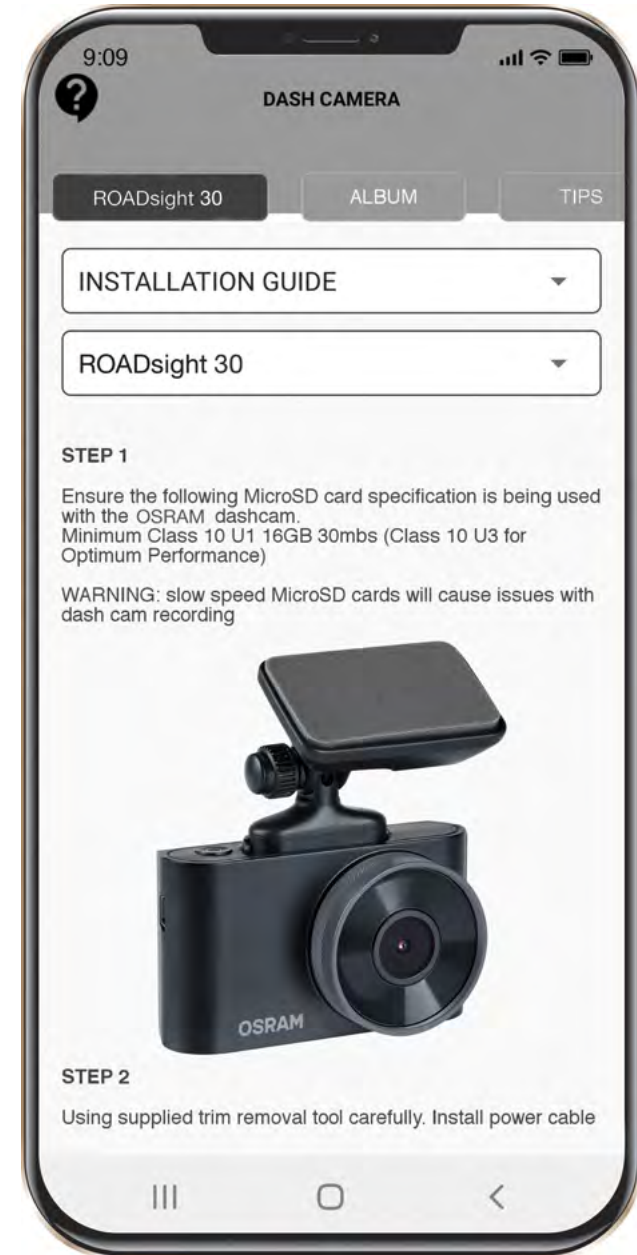 9:09
DASH CAMERA
ROADsight 30
ALBUM
TIPS
INSTALLATION GUIDE
ROADsight 30
STEP 1
Ensure the following MicroSD card specification is being used
with the OSRAM dashcam.
Minimum Class 10 U1 16GB 30mbs (Class 10 U3 for
Optimum Performance)
WARNING: slow speed MicroSD cards will cause issues with
dash cam recording
OSRAM
STEP 2
Using supplied trim removal tool carefully. Install power cable